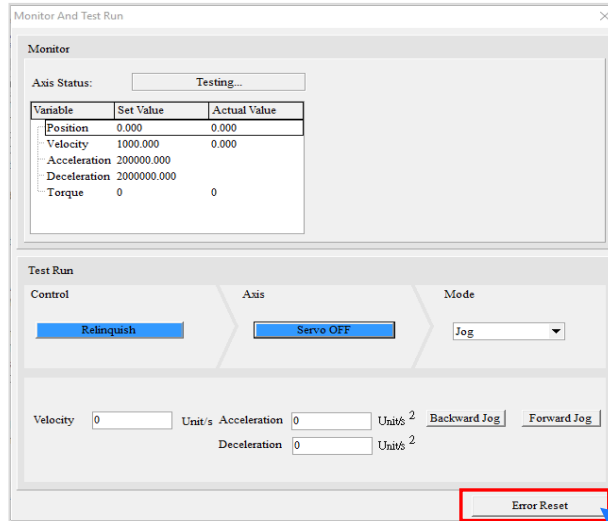 Monitor And Test Run
Monitor
Axis Status: Testing...
Variable Set Value Actual Value
Position 0.000 0.000
Velocity 1000.000 0.000
Acceleration 200000.000
Deceleration 2000000.000
Torque 0 0
Test Run
Control Axis Mode
Relinquish Servo OFF Jog
Velocity 0 Unit/s Acceleration 0 Unit/s 2 Backward Jog Forward Jog
Deceleration 0 Unit/s 2
Error Reset